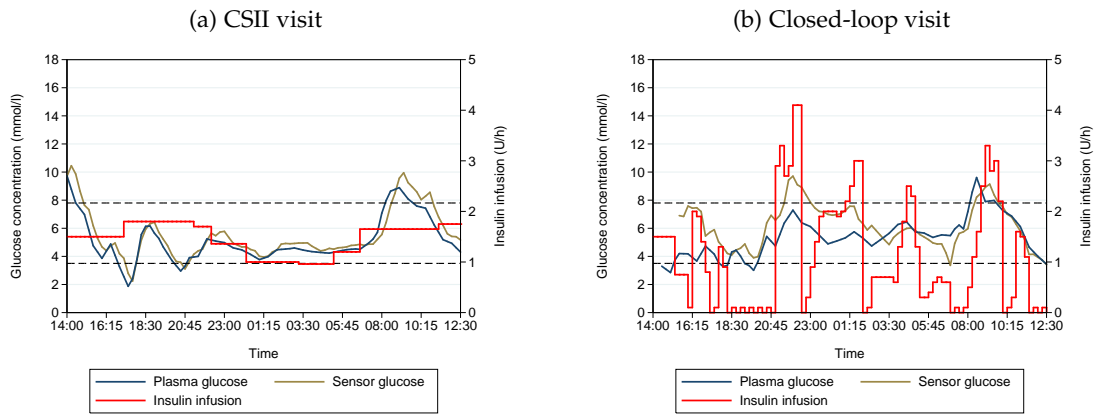 (a) CSII visit
18
16
14
12
10
8
6
4
2
0
Glucose concentration (mmol/l)
5
4
3
2
1
0
Insulin infusion (U/h)
14:00 16:15 18:30 20:45 23:00 01:15 03:30 05:45 08:00 10:15 12:30
Time
Plasma glucose Sensor glucose
Insulin infusion
(b) Closed-loop visit
18
16
14
12
10
8
6
4
2
0
Glucose concentration (mmol/l)
5
4
3
2
1
0
Insulin infusion (U/h)
14:00 16:15 18:30 20:45 23:00 01:15 03:30 05:45 08:00 10:15 12:30
Time
Plasma glucose Sensor glucose
Insulin infusion